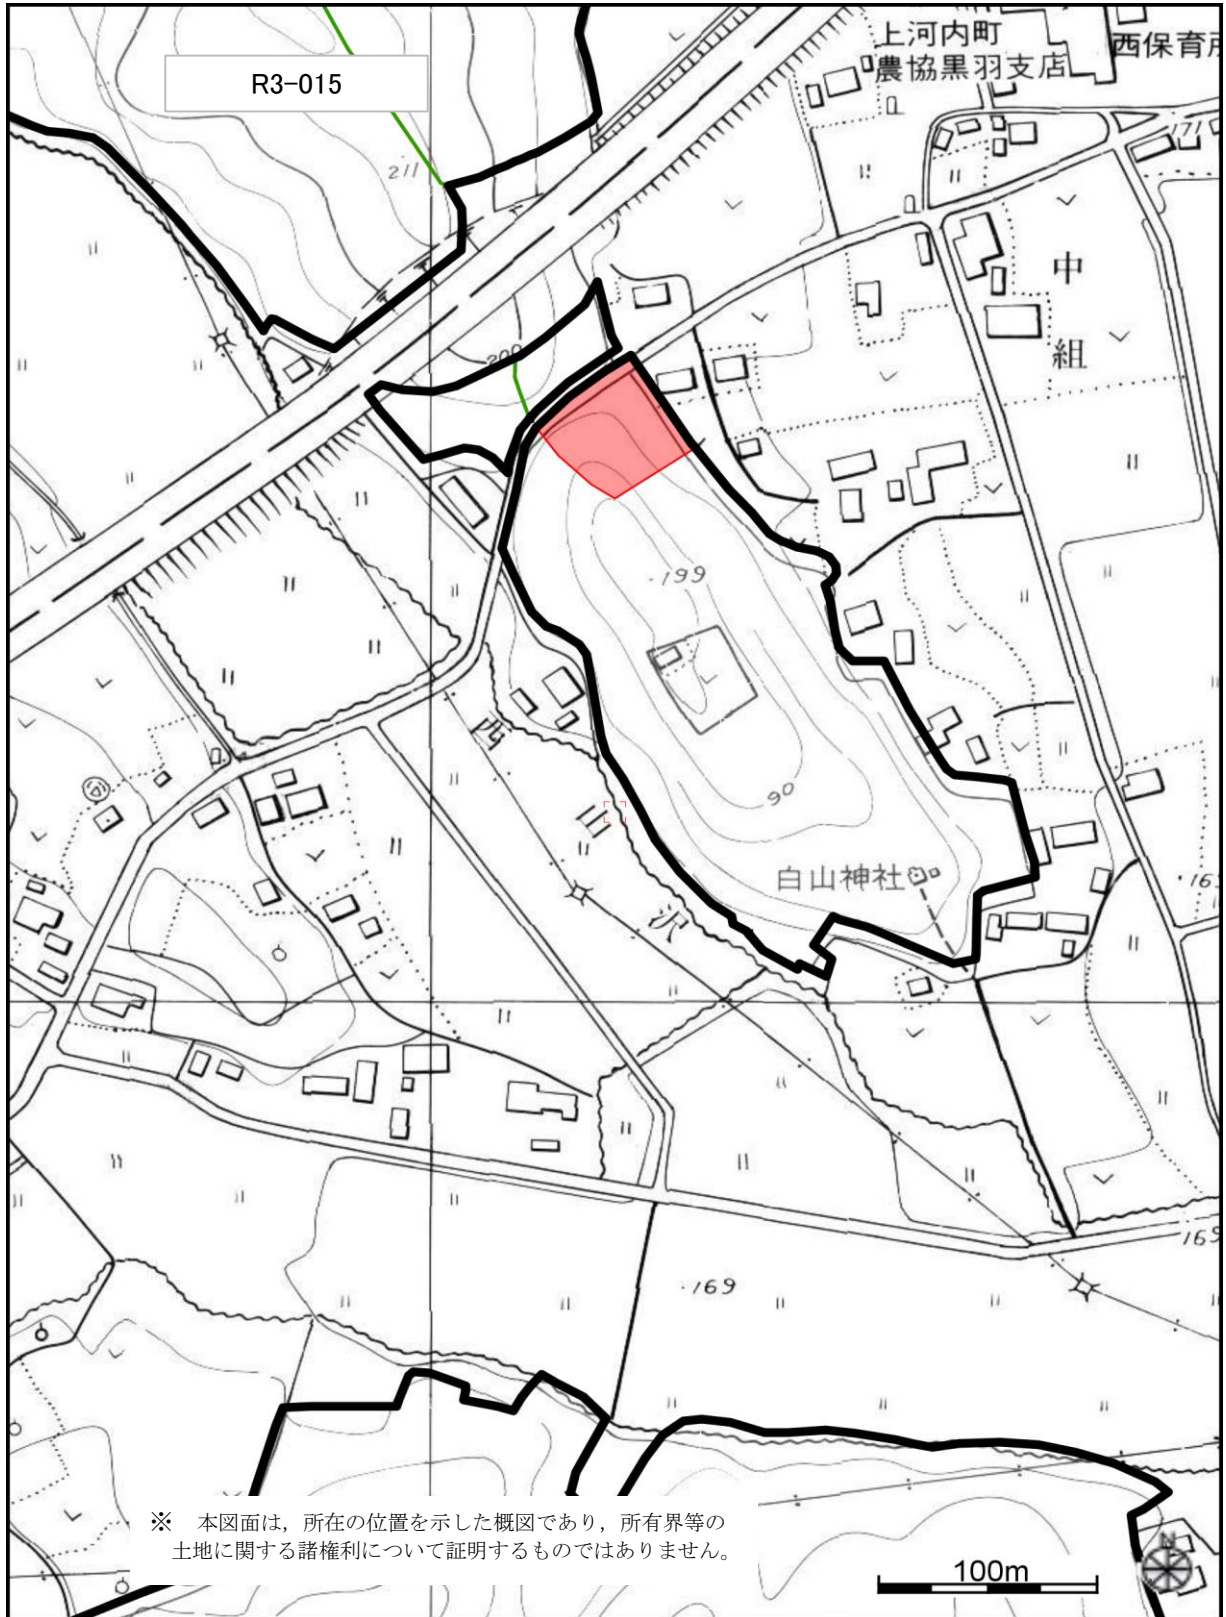 R3-015
上河内町
農協黒羽支店
西保育所
171
211
中
組
200
・199
西
沢
90
白山神社
169
・169
※　本図面は，所在の位置を示した概図であり，所有界等の
土地に関する諸権利について証明するものではありません。
100m
N